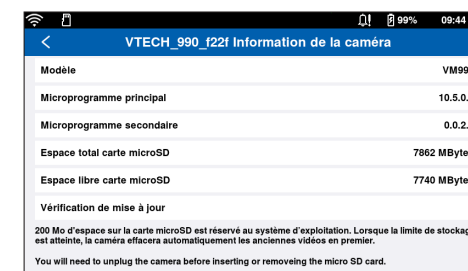 99% 09:44
VTECH_990_f22f Information de la caméra
Modèle VM99
Microprogramme principal 10.5.0.
Microprogramme secondaire 0.0.2.
Espace total carte microSD 7862 MByte
Espace libre carte microSD 7740 MByte
Vérification de mise à jour
200 Mo d'espace sur la carte microSD est réservé au système d'exploitation. Lorsque la limite de stockag
est atteinte, la caméra effacera automatiquement les anciennes vidéos en premier.
You will need to unplug the camera before inserting or removeing the micro SD card.